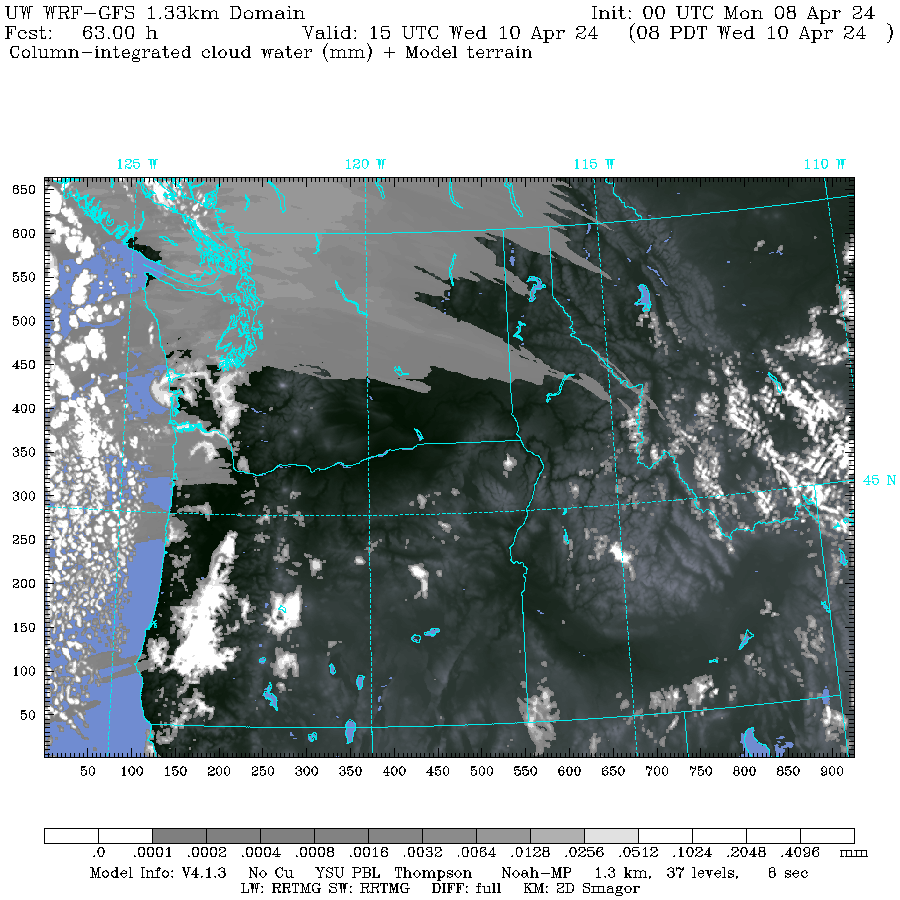 UW WRF-GFS 1.33km Domain Init: 00 UTC Mon 08 Apr 24
Fcst: 63.00 h Valid: 15 UTC Wed 10 Apr 24 (08 PDT Wed 10 Apr 24 )
Column-integrated cloud water (mm) + Model terrain
125 W 120 W 115 W 110 W
650
600
550
500
450
400
350
45 N
300
250
200
150
100
50
50 100 150 200 250 300 350 400 450 500 550 600 650 700 750 800 850 900
.0 .0001 .0002 .0004 .0008 .0016 .0032 .0064 .0128 .0256 .0512 .1024 .2048 .4096 mm
Model Info: V4.1.3 No Cu YSU PBL Thompson Noah-MP 1.3 km, 37 levels, 8 sec
LW: RRTMG SW: RRTMG DIFF: full KM: 2D Smagor